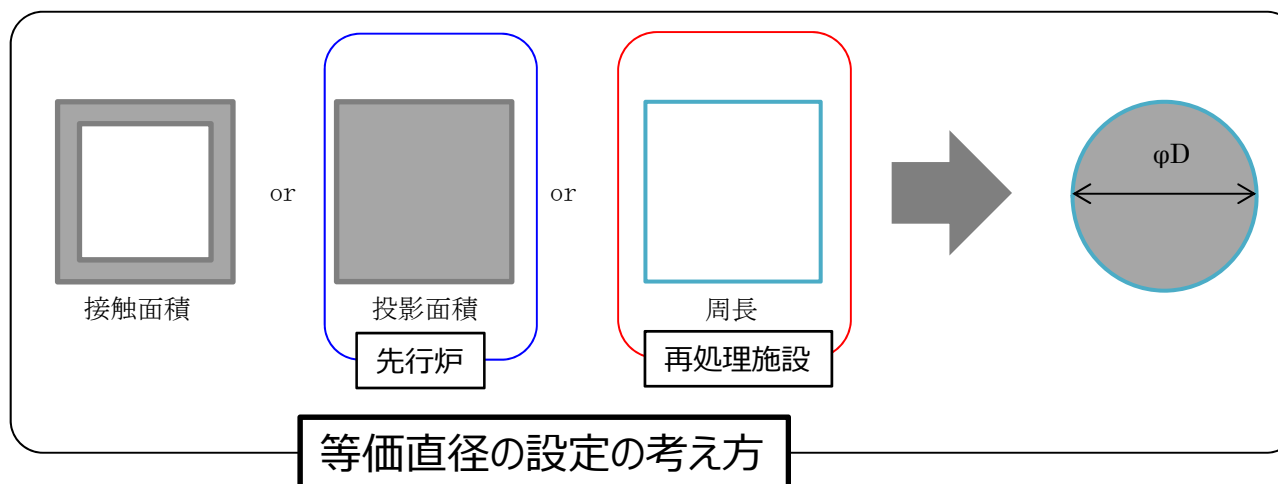 or
or
φD
接触面積
投影面積
周長
先行炉
再処理施設
等価直径の設定の考え方